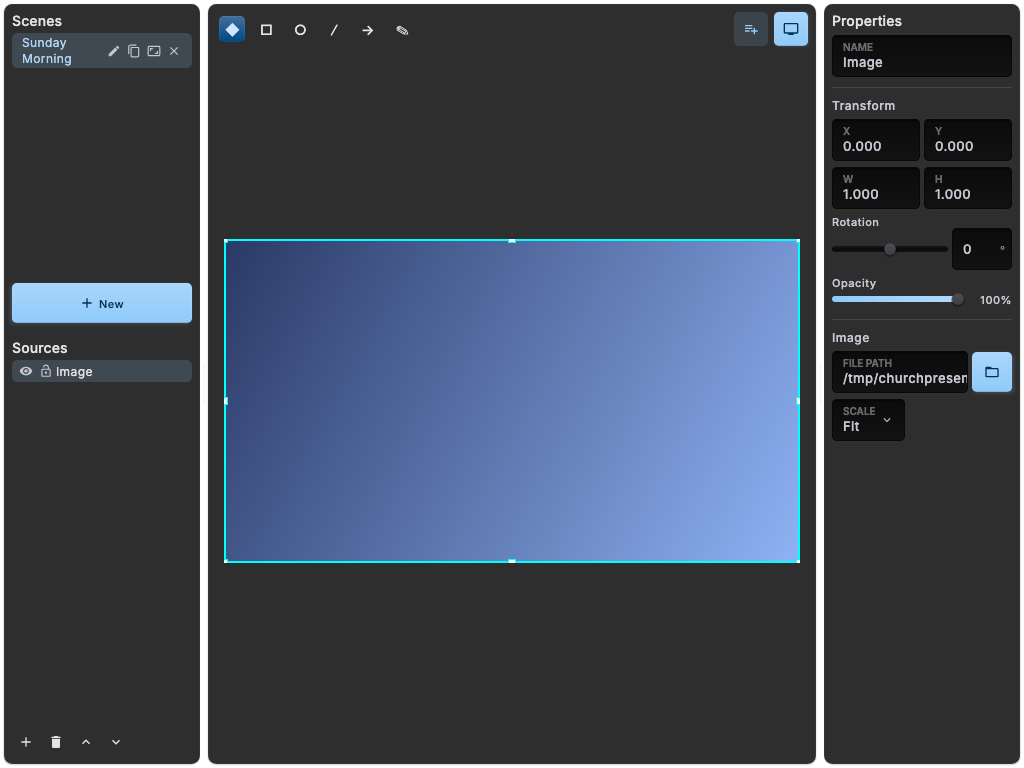 Scenes
Sunday
Morning
New
Sources
Image
Properties
NAME
Image
Transform
X
0.000
Y
0.000
W
1.000
H
1.000
Rotation
0 °
Opacity
100%
Image
FILE PATH
/tmp/churchpresen
SCALE
Fit